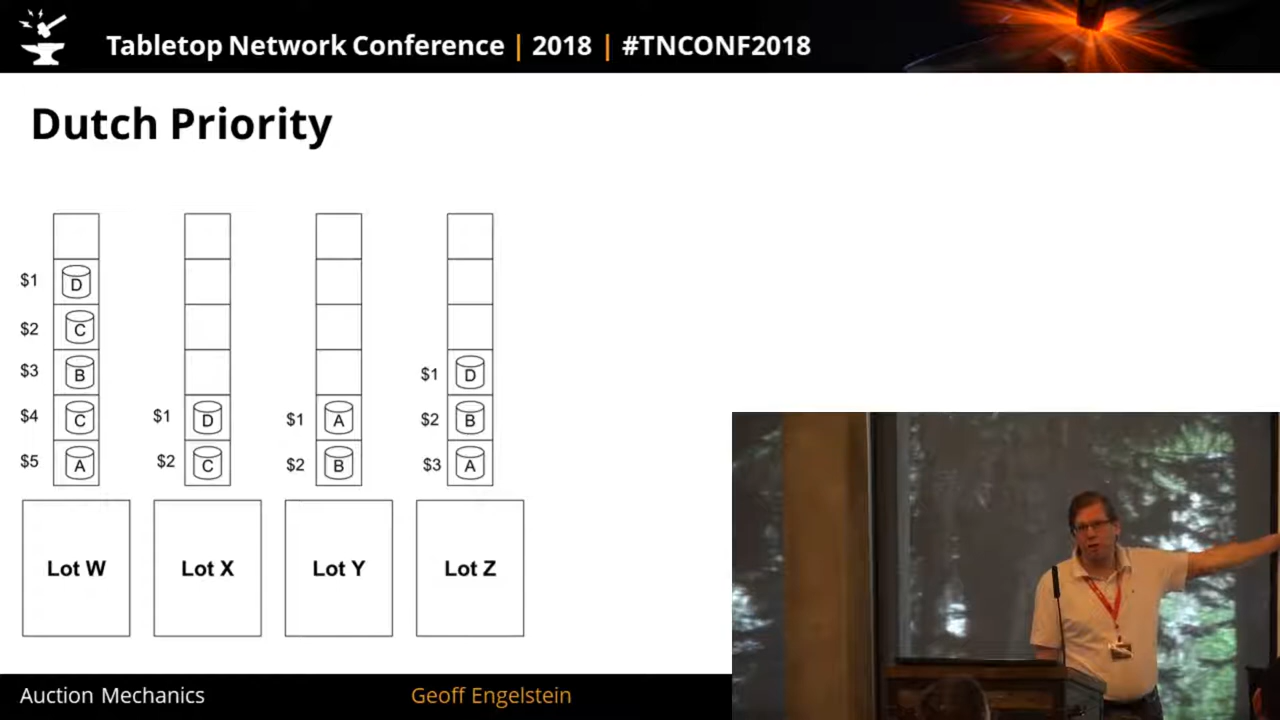 Tabletop Network Conference | 2018 | #TNCONF2018
Dutch Priority
$1 D
$2 C
$3 B $1 D
$4 C $1 D $1 A $2 B
$5 A $2 C $2 B $3 A
Lot W Lot X Lot Y Lot Z
Auction Mechanics Geoff Engelstein